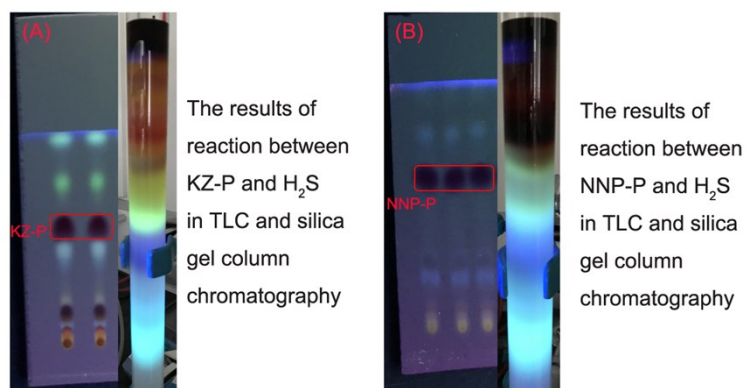 (A)
KZ-P
The results of
reaction between
KZ-P and H₂S
in TLC and silica
gel column
chromatography
(B)
NNP-P
The results of
reaction between
NNP-P and H₂S
in TLC and silica
gel column
chromatography